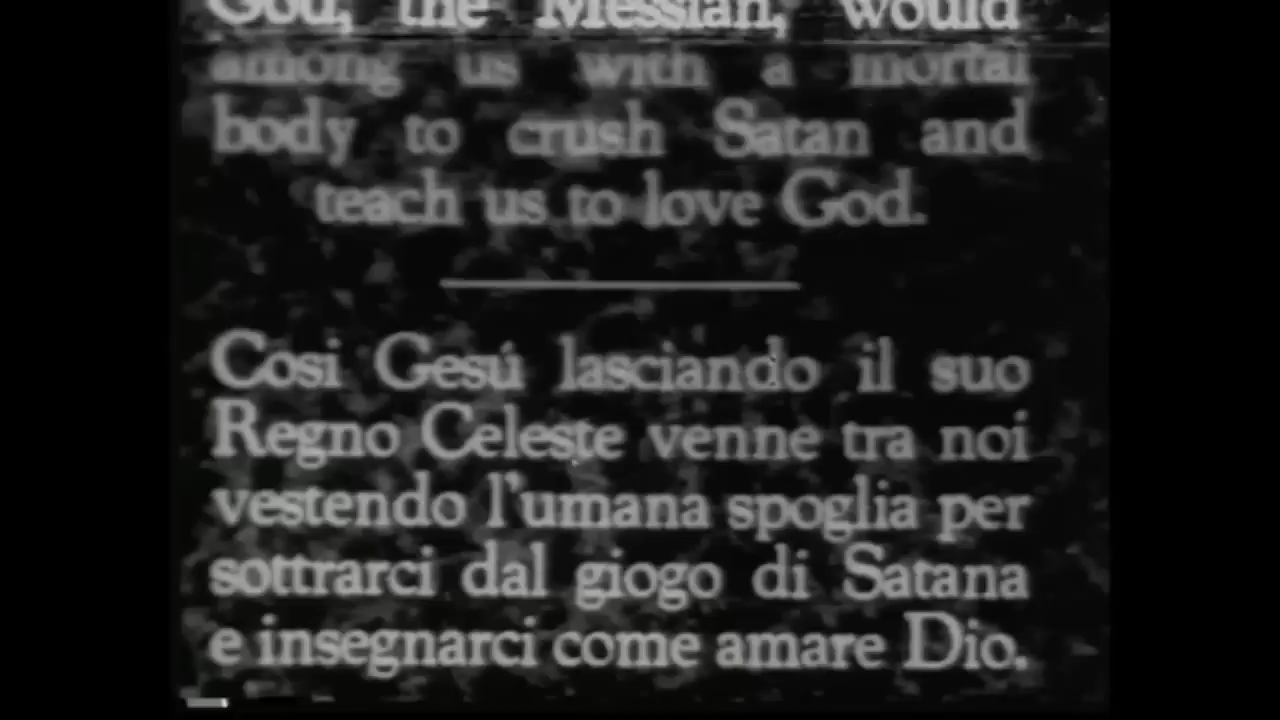 God, the Messiah, would
among us with a mortal
body to crush Satan and
teach us to love God.
Cosi Gesú lasciando il suo
Regno Celeste venne tra noi
vestendo l'umana spoglia per
sottrarci dal giogo di Satana
e insegnarci come amare Dio.